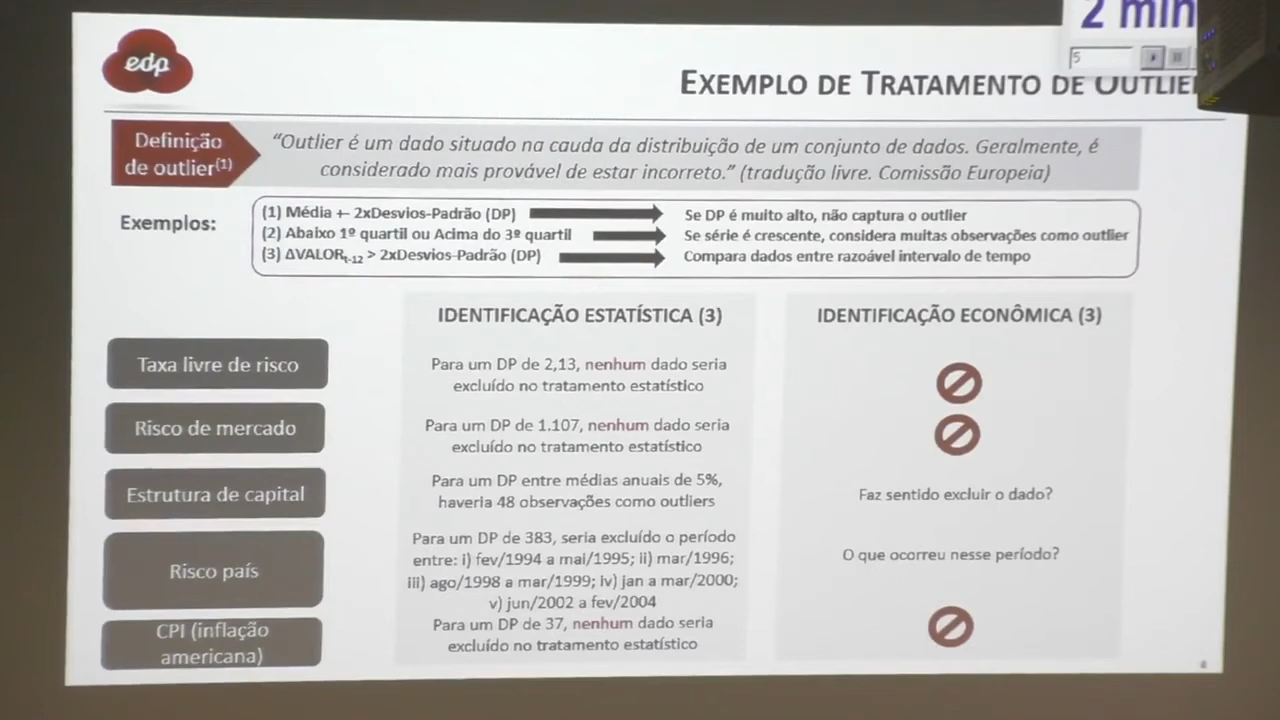 2 min
5
edp
EXEMPLO DE TRATAMENTO DE OUTLIER
Definição
de outlier(1)
“Outlier é um dado situado na cauda da distribuição de um conjunto de dados. Geralmente, é
considerado mais provável de estar incorreto.” (tradução livre. Comissão Europeia)
Exemplos:
(1) Média +- 2xDesvios-Padrão (DP)
Se DP é muito alto, não captura o outlier
(2) Abaixo 1º quartil ou Acima do 3º quartil
Se série é crescente, considera muitas observações como outlier
(3) ΔVALORt-12 > 2xDesvios-Padrão (DP)
Compara dados entre razoável intervalo de tempo
IDENTIFICAÇÃO ESTATÍSTICA (3)
IDENTIFICAÇÃO ECONÔMICA (3)
Taxa livre de risco
Para um DP de 2,13, nenhum dado seria
excluído no tratamento estatístico
Risco de mercado
Para um DP de 1.107, nenhum dado seria
excluído no tratamento estatístico
Estrutura de capital
Para um DP entre médias anuais de 5%,
haveria 48 observações como outliers
Faz sentido excluir o dado?
Risco país
Para um DP de 383, seria excluído o período
entre: i) fev/1994 a mai/1995; ii) mar/1996;
iii) ago/1998 a mar/1999; iv) jan a mar/2000;
v) jun/2002 a fev/2004
O que ocorreu nesse período?
CPI (inflação
americana)
Para um DP de 37, nenhum dado seria
excluído no tratamento estatístico